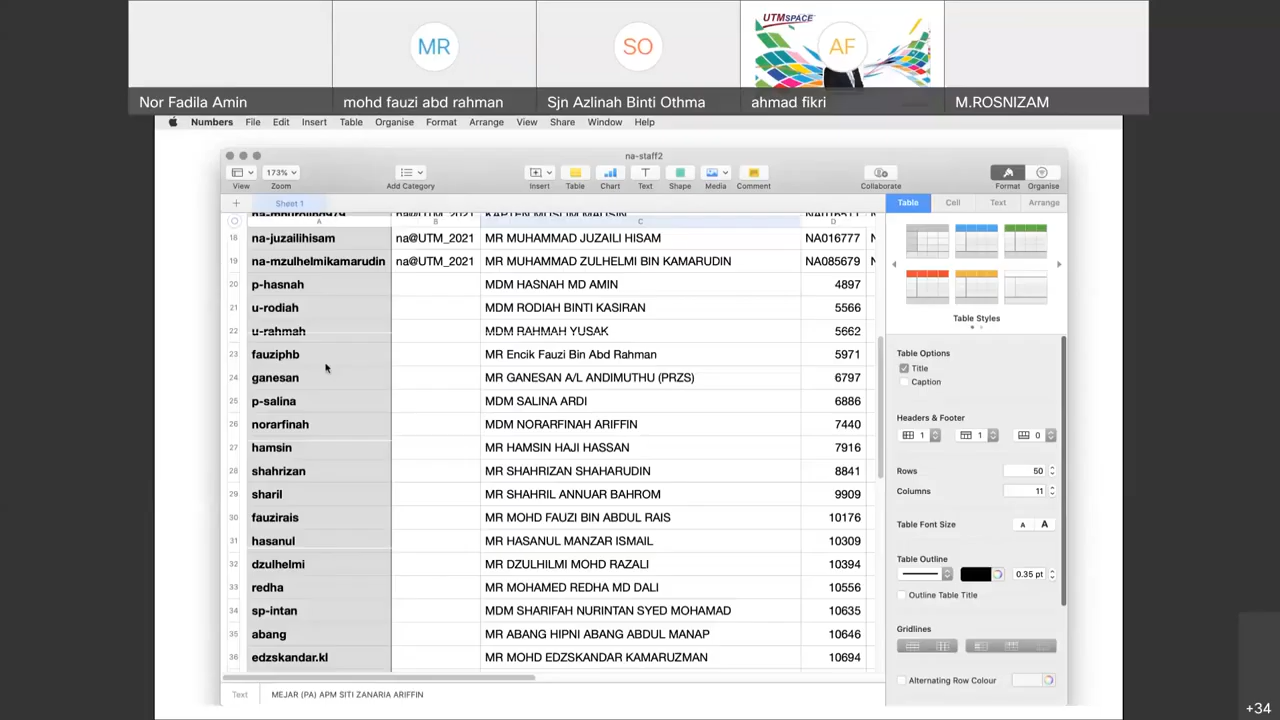 UTMSPACE
MR
SO
AF
Nor Fadila Amin
mohd fauzi abd rahman
Sjn Azlinah Binti Othma
ahmad fikri
M.ROSNIZAM
Numbers File Edit Insert Table Organise Format Arrange View Share Window Help
na-staff2
173%
View Zoom Add Category Insert Table Chart Text Shape Media Comment Collaborate Format Organise
Sheet 1
Table Cell Text Arrange
A B C D
18 na-juzailihisam na@UTM_2021 MR MUHAMMAD JUZAILI HISAM NA016777
19 na-mzulhelmikamarudin na@UTM_2021 MR MUHAMMAD ZULHELMI BIN KAMARUDIN NA085679
20 p-hasnah MDM HASNAH MD AMIN 4897
21 u-rodiah MDM RODIAH BINTI KASIRAN 5566
22 u-rahmah MDM RAHMAH YUSAK 5662
23 fauziphb MR Encik Fauzi Bin Abd Rahman 5971
24 ganesan MR GANESAN A/L ANDIMUTHU (PRZS) 6797
25 p-salina MDM SALINA ARDI 6886
26 norarfinah MDM NORARFINAH ARIFFIN 7440
27 hamsin MR HAMSIN HAJI HASSAN 7916
28 shahrizan MR SHAHRIZAN SHAHARUDIN 8841
29 sharil MR SHAHRIL ANNUAR BAHROM 9909
30 fauzirais MR MOHD FAUZI BIN ABDUL RAIS 10176
31 hasanul MR HASANUL MANZAR ISMAIL 10309
32 dzulhelmi MR DZULHILMI MOHD RAZALI 10394
33 redha MR MOHAMED REDHA MD DALI 10556
34 sp-intan MDM SHARIFAH NURINTAN SYED MOHAMAD 10635
35 abang MR ABANG HIPNI ABANG ABDUL MANAP 10646
36 edzskandar.kl MR MOHD EDZSKANDAR KAMARUZMAN 10694
Table Styles
Table Options
Title
Caption
Headers & Footer
1 1 0
Rows 50
Columns 11
Table Font Size A A
Table Outline
0.35 pt
Outline Table Title
Gridlines
Alternating Row Colour
Text MEJAR (PA) APM SITI ZANARIA ARIFFIN
+34